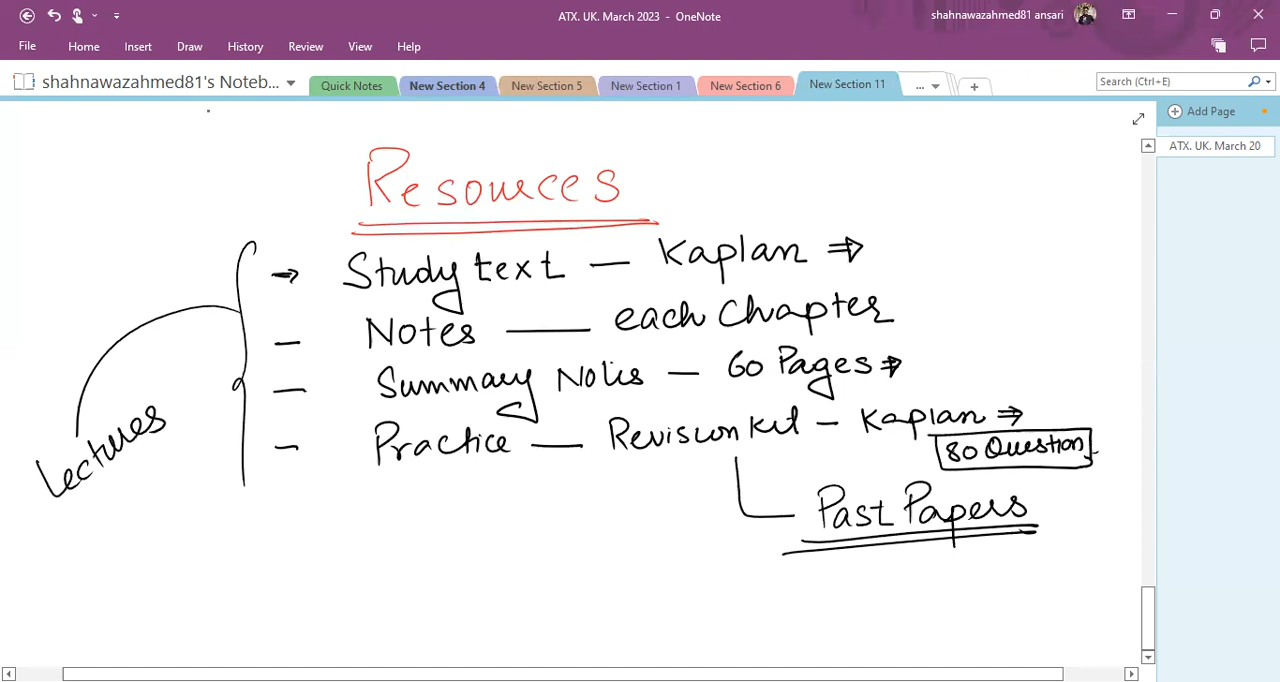 ATX. UK. March 2023 - OneNote
shahnawazahmed81 ansari
File Home Insert Draw History Review View Help
shahnawazahmed81's Noteb... Quick Notes New Section 4 New Section 5 New Section 1 New Section 6 New Section 11 ... + Search (Ctrl+E)
Add Page
ATX. UK. March 20
Resources
→ Study text — Kaplan ⇒
– Notes — each Chapter
– Summary Notes — 60 Pages ⇒
– Practice — Revision Kit – Kaplan ⇒
80 Question
Past Papers
Lectures